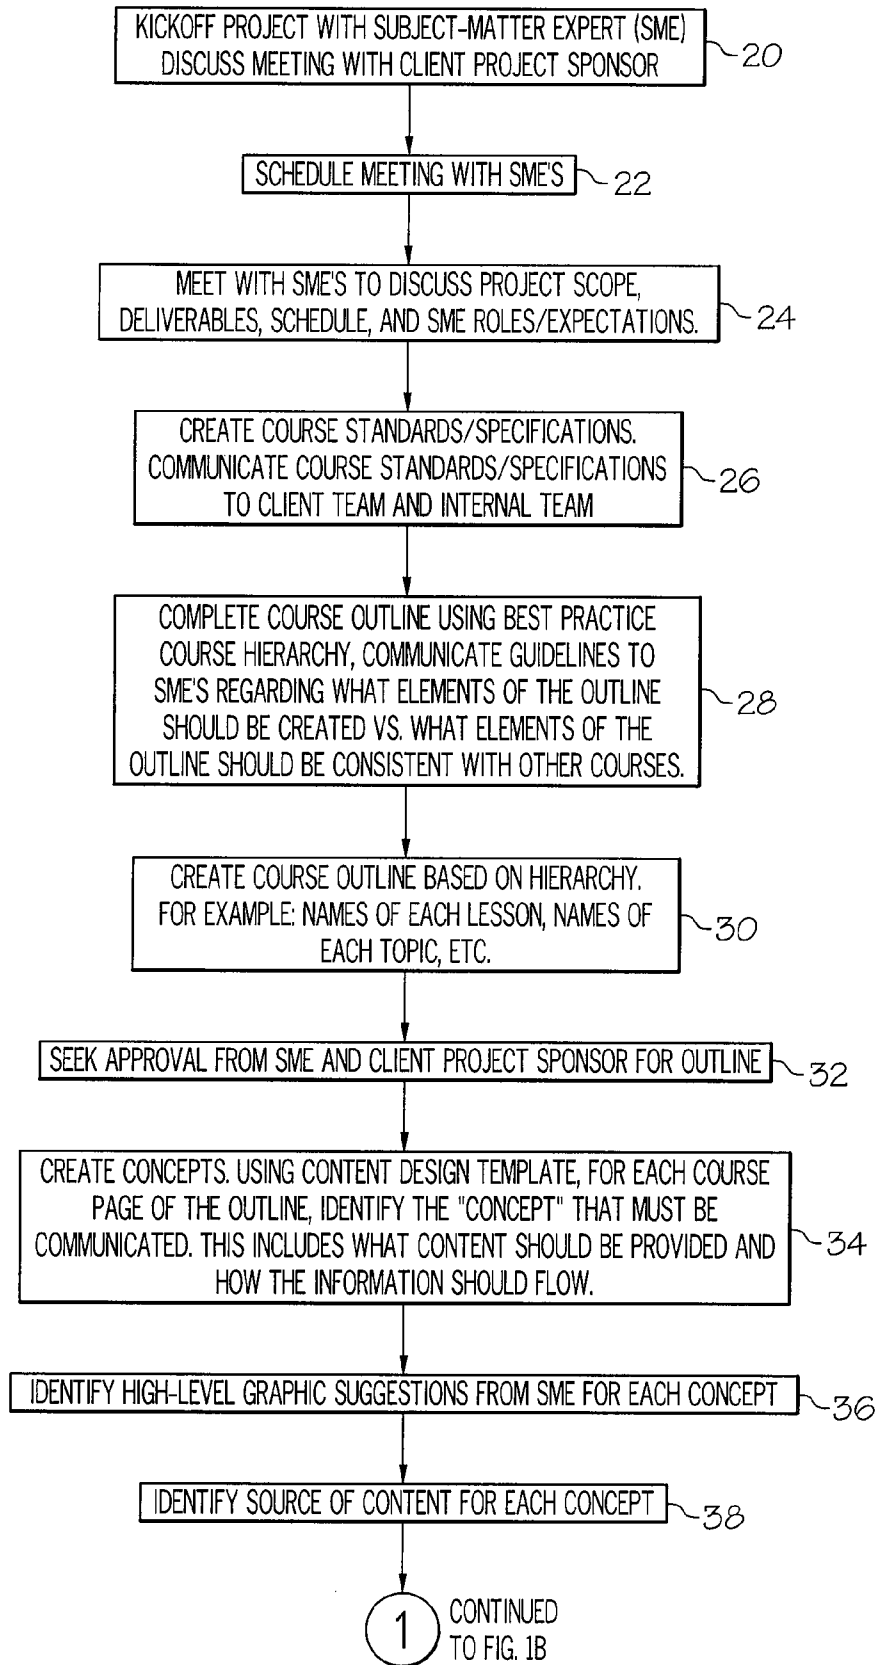 KICKOFF PROJECT WITH SUBJECT-MATTER EXPERT (SME)
DISCUSS MEETING WITH CLIENT PROJECT SPONSOR
20
SCHEDULE MEETING WITH SME'S
22
MEET WITH SME'S TO DISCUSS PROJECT SCOPE,
DELIVERABLES, SCHEDULE, AND SME ROLES/EXPECTATIONS.
24
CREATE COURSE STANDARDS/SPECIFICATIONS.
COMMUNICATE COURSE STANDARDS/SPECIFICATIONS
TO CLIENT TEAM AND INTERNAL TEAM
26
COMPLETE COURSE OUTLINE USING BEST PRACTICE
COURSE HIERARCHY, COMMUNICATE GUIDELINES TO
SME'S REGARDING WHAT ELEMENTS OF THE OUTLINE
SHOULD BE CREATED VS. WHAT ELEMENTS OF THE
OUTLINE SHOULD BE CONSISTENT WITH OTHER COURSES.
28
CREATE COURSE OUTLINE BASED ON HIERARCHY.
FOR EXAMPLE: NAMES OF EACH LESSON, NAMES OF
EACH TOPIC, ETC.
30
SEEK APPROVAL FROM SME AND CLIENT PROJECT SPONSOR FOR OUTLINE
32
CREATE CONCEPTS. USING CONTENT DESIGN TEMPLATE, FOR EACH COURSE
PAGE OF THE OUTLINE, IDENTIFY THE "CONCEPT" THAT MUST BE
COMMUNICATED. THIS INCLUDES WHAT CONTENT SHOULD BE PROVIDED AND
HOW THE INFORMATION SHOULD FLOW.
34
IDENTIFY HIGH-LEVEL GRAPHIC SUGGESTIONS FROM SME FOR EACH CONCEPT
36
IDENTIFY SOURCE OF CONTENT FOR EACH CONCEPT
38
1
CONTINUED
TO FIG. 1B